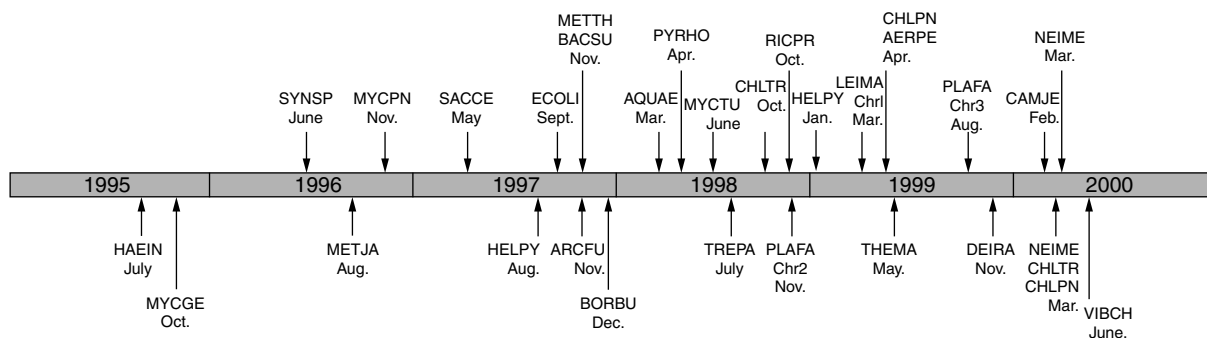 SYNSP
June
MYCPN
Nov.
SACCE
May
ECOLI
Sept.
METTH
BACSU
Nov.
AQUAE
Mar.
PYRHO
Apr.
MYCTU
June
CHLTR
Oct.
RICPR
Oct.
HELPY
Jan.
LEIMA
Chrl
Mar.
CHLPN
AERPE
Apr.
PLAFA
Chr3
Aug.
CAMJE
Feb.
NEIME
Mar.
1995
1996
1997
1998
1999
2000
HAEIN
July
MYCGE
Oct.
METJA
Aug.
HELPY
Aug.
ARCFU
Nov.
BORBU
Dec.
TREPA
July
PLAFA
Chr2
Nov.
THEMA
May.
DEIRA
Nov.
NEIME
CHLTR
CHLPN
Mar.
VIBCH
June.